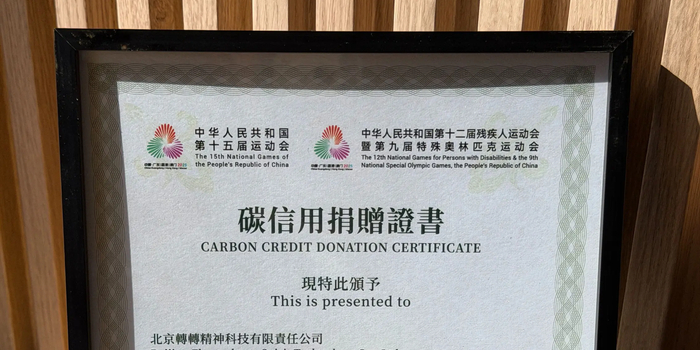 中华人民共和国
第十五届运动会
The 15th National Games of
the People's Republic of China
中华人民共和国第十二届残疾人运动会
暨第九届特殊奥林匹克运动会
The 12th National Games for Persons with Disabilities & the 9th
National Special Olympic Games, the People's Republic of China
碳信用捐贈證書
CARBON CREDIT DONATION CERTIFICATE
現特此頒予
This is presented to
北京轉轉精神科技有限責任公司